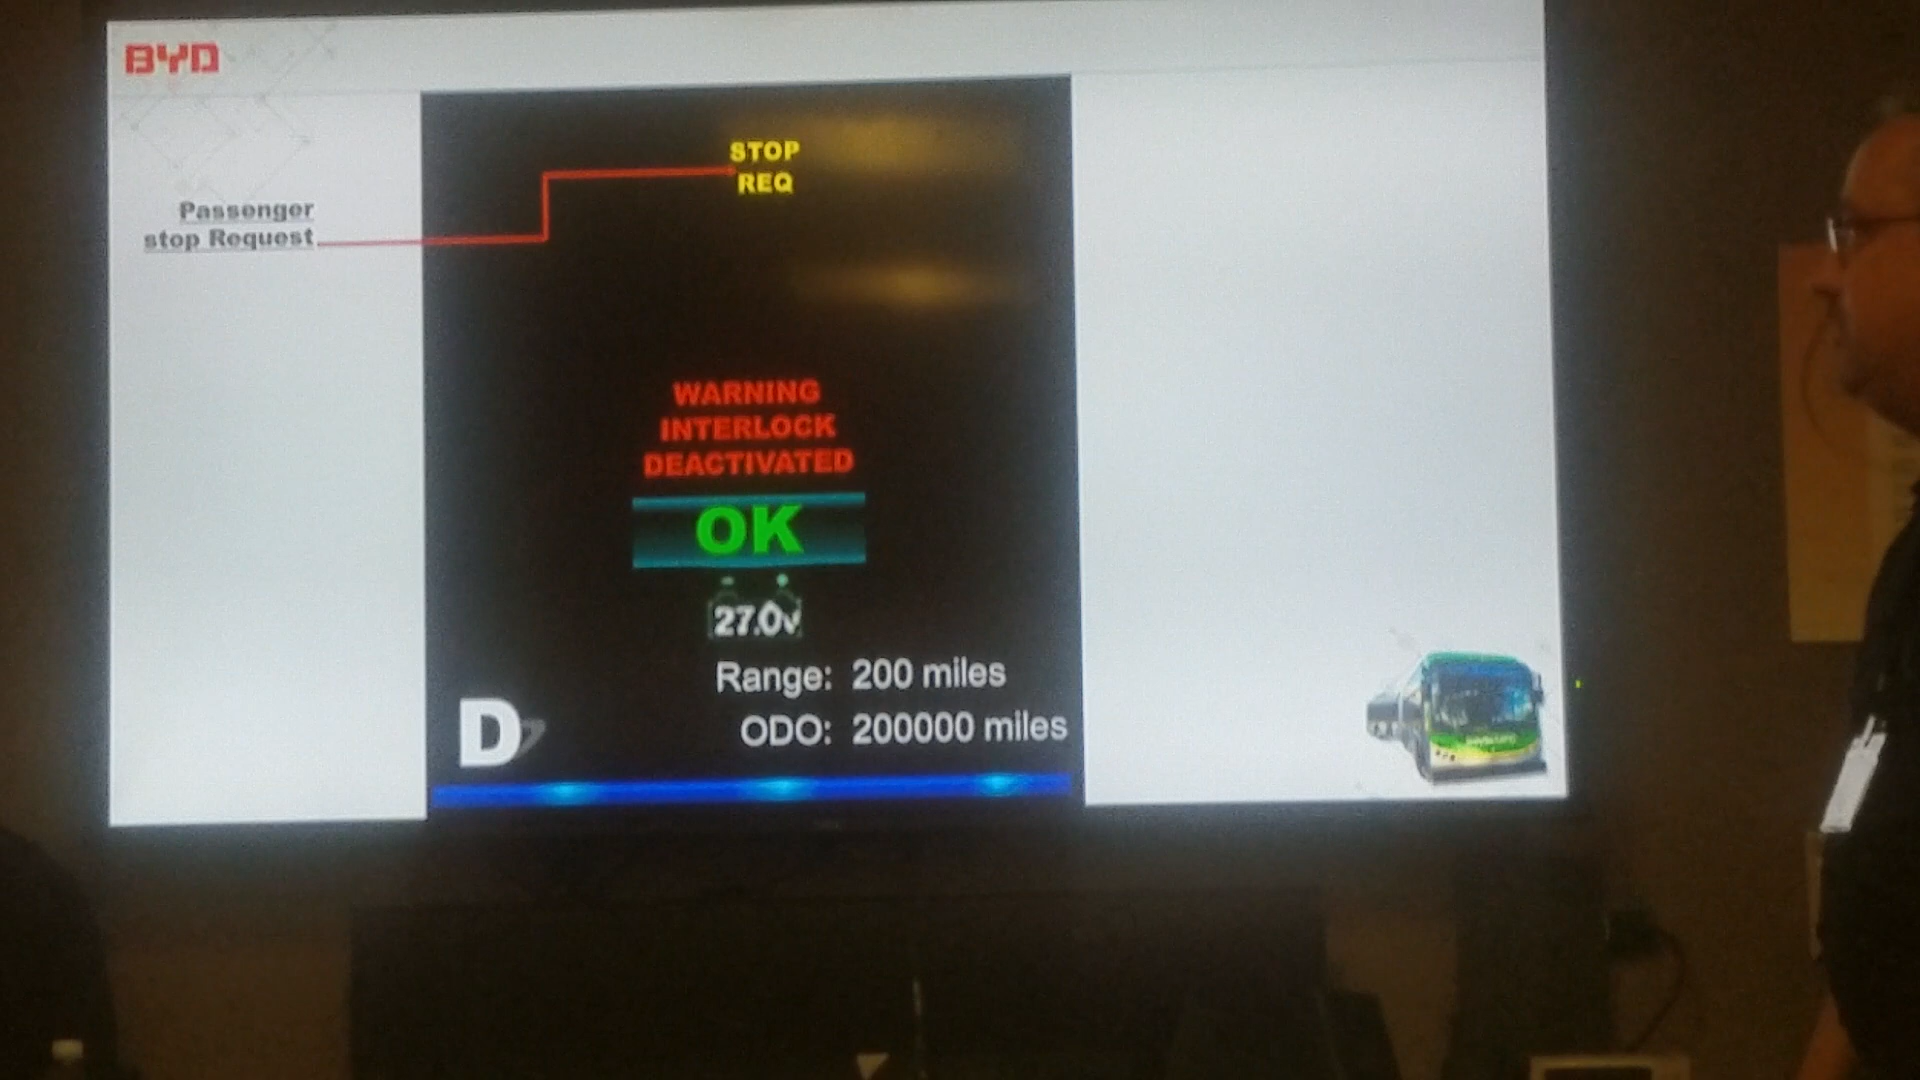 BYD
STOP
REQ
Passenger
stop Request
WARNING
INTERLOCK
DEACTIVATED
OK
27.0v
Range: 200 miles
ODO: 200000 miles
D